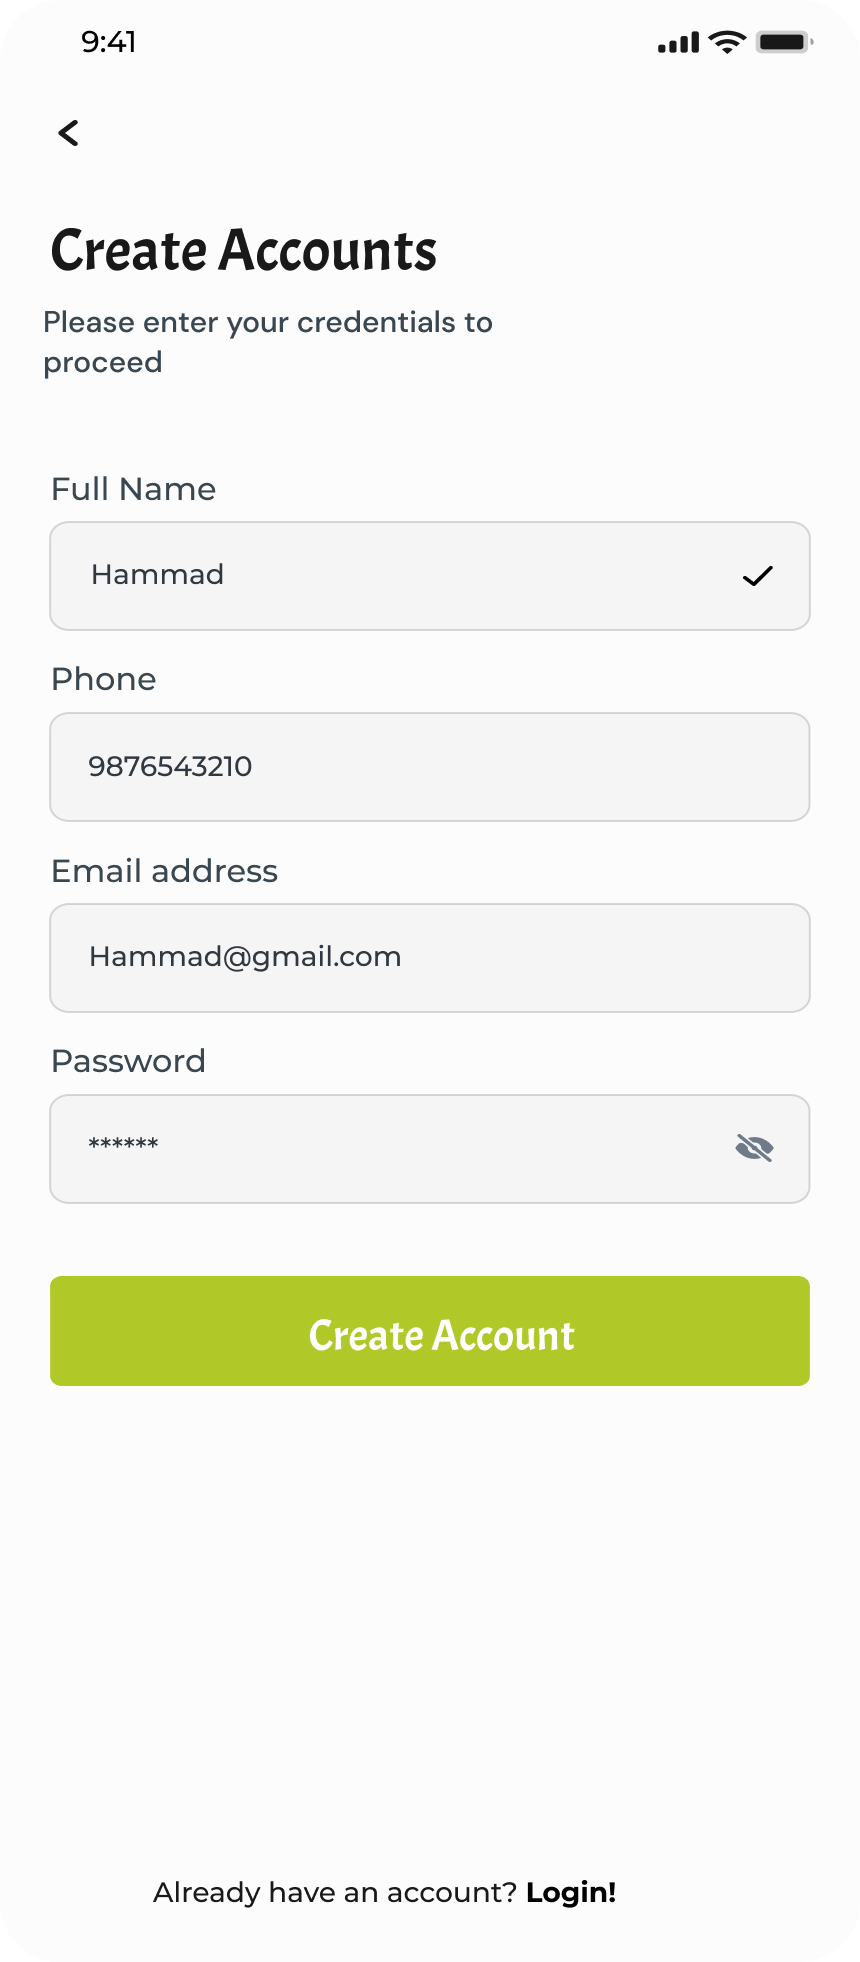 9:41
Create Accounts
Please enter your credentials to
proceed
Full Name
Hammad
Phone
9876543210
Email address
Hammad@gmail.com
Password
******
Create Account
Already have an account? Login!